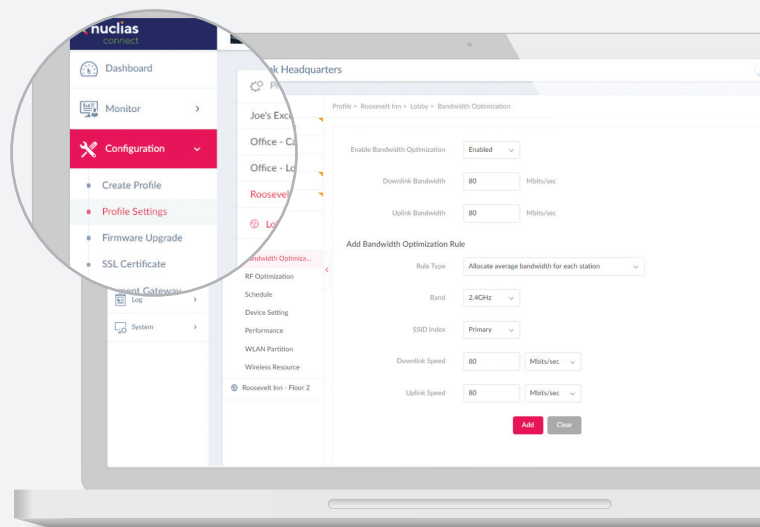 nuclias
connect
Dashboard
Monitor
Configuration
Create Profile
Profile Settings
Firmware Upgrade
SSL Certificate
Log
System
Headquarters
Joe's
Office -
Office -
Bandwidth Optimiza...
RF Optimization
Schedule
Device Setting
Performance
WLAN Partition
Wireless Resource
Roosevelt Inn - Floor 2
Profile > Roosevelt Inn > Lobby > Bandwidth Optimization
Enable Bandwidth Optimization Enabled
Downlink Bandwidth 80 Mbits/sec
Uplink Bandwidth 80 Mbits/sec
Add Bandwidth Optimization Rule
Rule Type Allocate average bandwidth for each station
Band 2.4GHz
SSID Index Primary
Downlink Speed 80 Mbits/sec
Uplink Speed 80 Mbits/sec
Add Clear